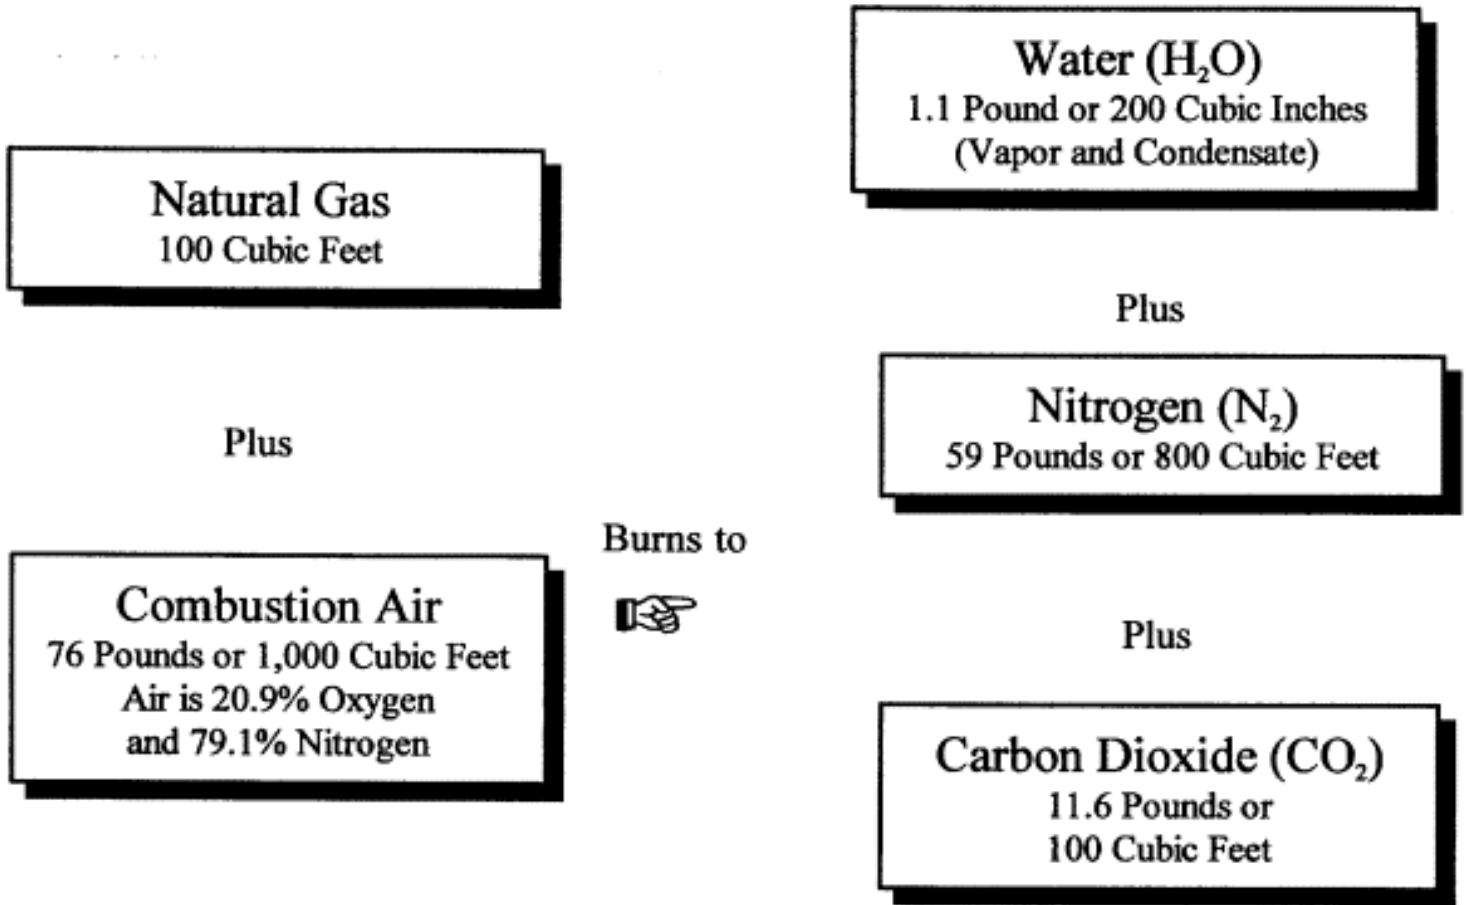 Natural Gas
100 Cubic Feet
Plus
Combustion Air
76 Pounds or 1,000 Cubic Feet
Air is 20.9% Oxygen
and 79.1% Nitrogen
Burns to
Water (H₂O)
1.1 Pound or 200 Cubic Inches
(Vapor and Condensate)
Plus
Nitrogen (N₂)
59 Pounds or 800 Cubic Feet
Plus
Carbon Dioxide (CO₂)
11.6 Pounds or
100 Cubic Feet